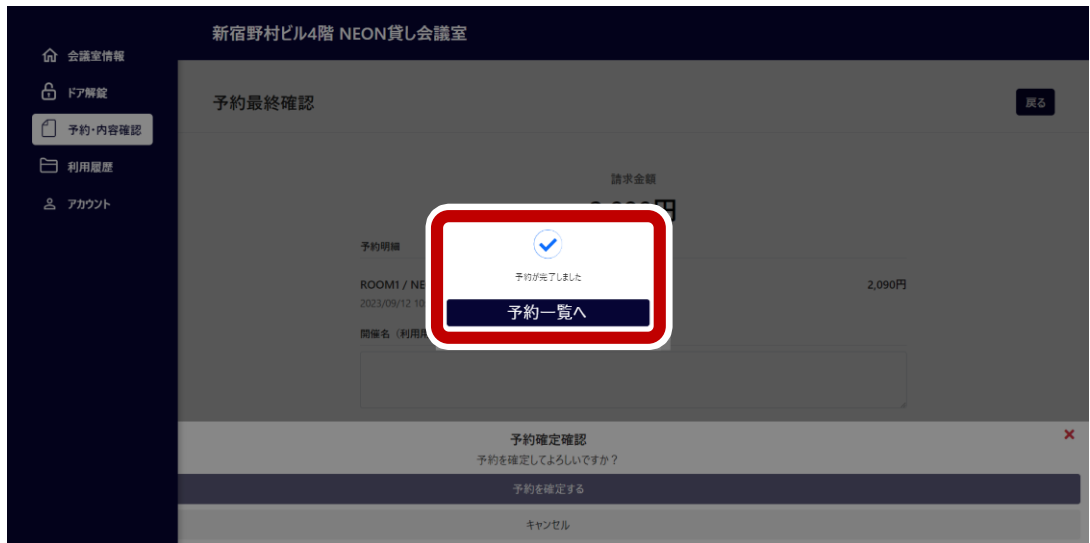 新宿野村ビル4階 NEON貸し会議室
会議室情報
ドア解錠
予約・内容確認
利用履歴
アカウント
予約最終確認
戻る
請求金額
予約明細
ROOM1 / NE
2,090円
2023/09/12 10
開催名（利用用
予約が完了しました
予約一覧へ
予約確定確認
予約を確定してよろしいですか？
予約を確定する
キャンセル